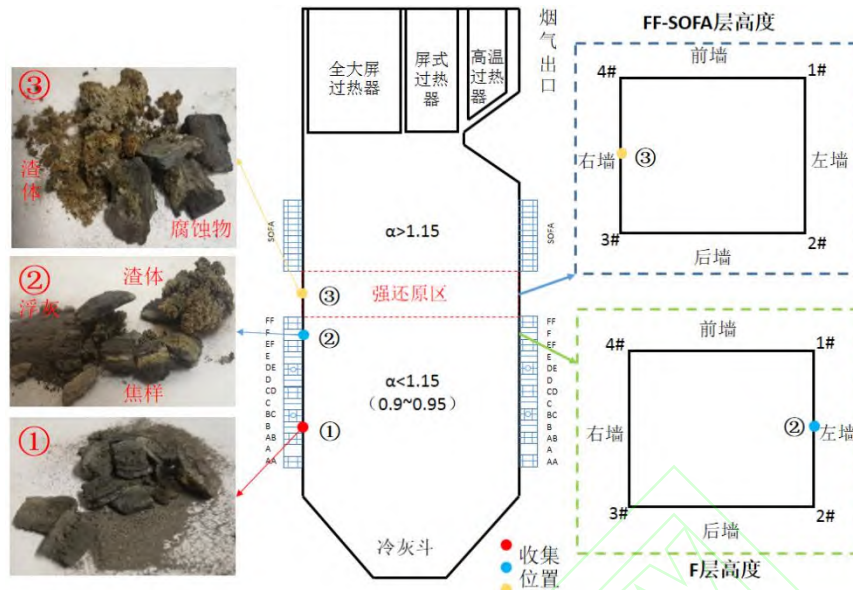 ③
渣
体
腐蚀物
②
浮灰
渣体
焦样
①
全大屏
过热器
屏式
过热器
高温
过热
器
烟
气
出
口
SOFA
α>1.15
SOFA
③
强还原区
②
FF
F
EF
E
DE
D
CD
C
BC
B
AB
A
AA
α<1.15
（0.9~0.95）
①
FF
F
EF
E
DE
D
CD
C
BC
B
AB
A
AA
冷灰斗
收集
位置
FF-SOFA层高度
前墙
4#
1#
右墙
③
左墙
3#
2#
后墙
前墙
4#
1#
右墙
②
左墙
3#
2#
后墙
F层高度